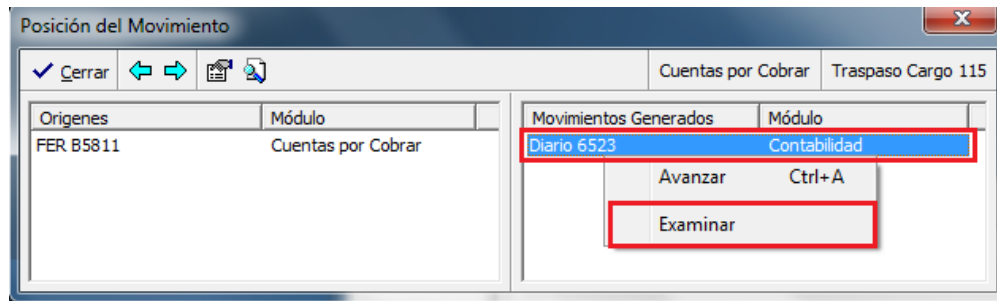 Posición del Movimiento
Cerrar Cuentas por Cobrar Traspaso Cargo 115
Origenes Módulo
FER B5811 Cuentas por Cobrar
Movimientos Generados Módulo
Diario 6523 Contabilidad
Avanzar Ctrl+A
Examinar